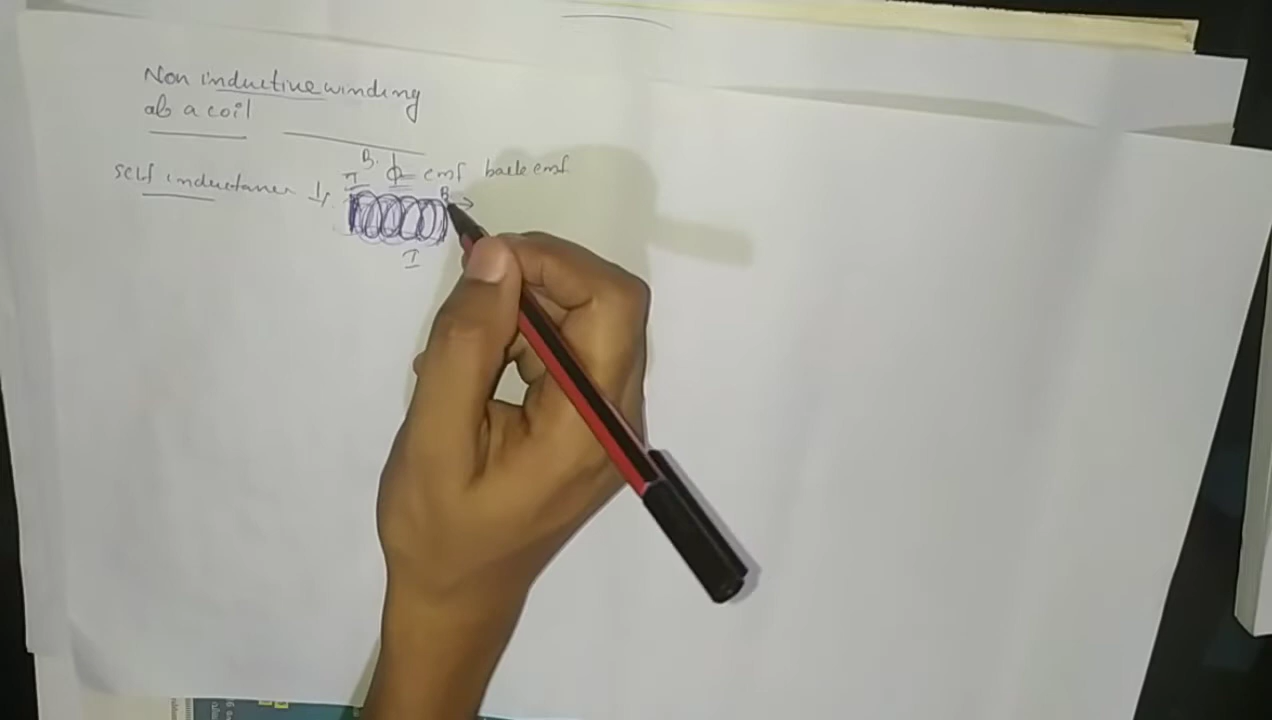 Non inductive winding
of a coil
B. ϕ emf back emf
self inductance I
B
I